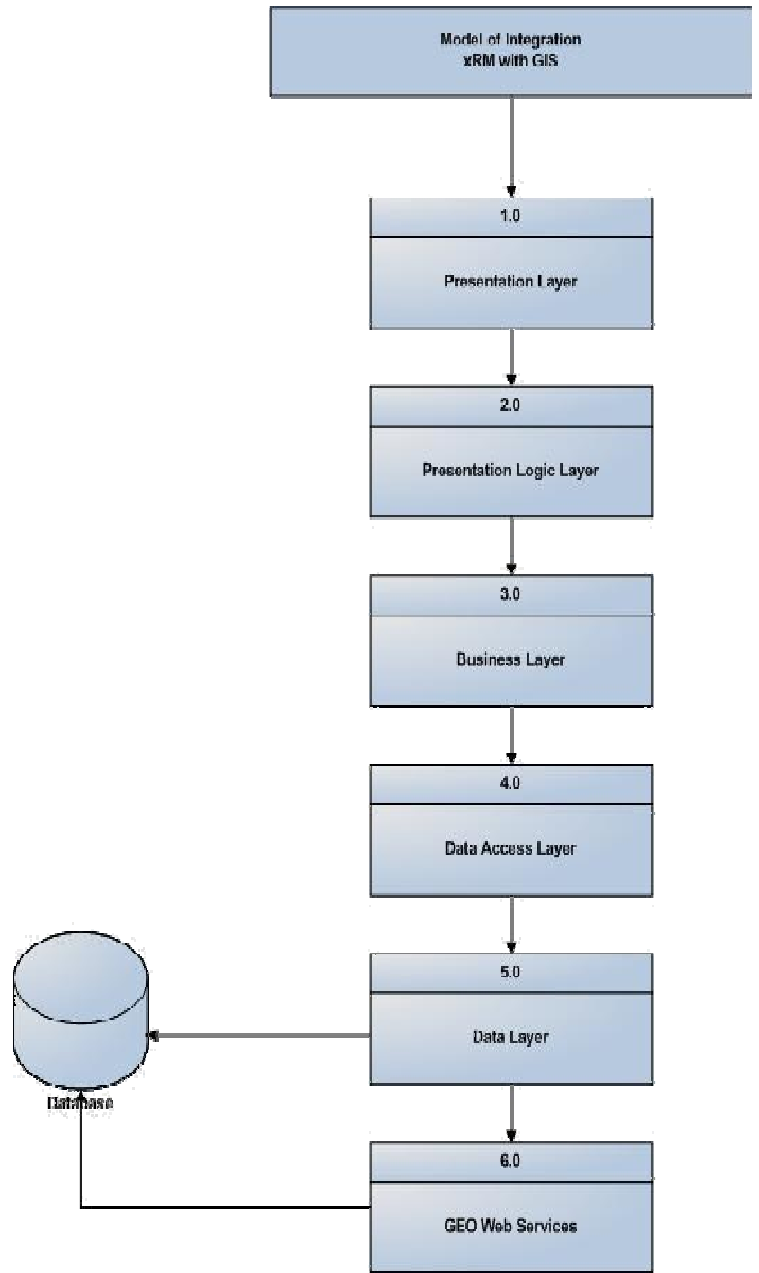 Model of Integration
xRM with GIS
1.0
Presentation Layer
2.0
Presentation Logic Layer
3.0
Business Layer
4.0
Data Access Layer
5.0
Data Layer
Database
6.0
GEO Web Services